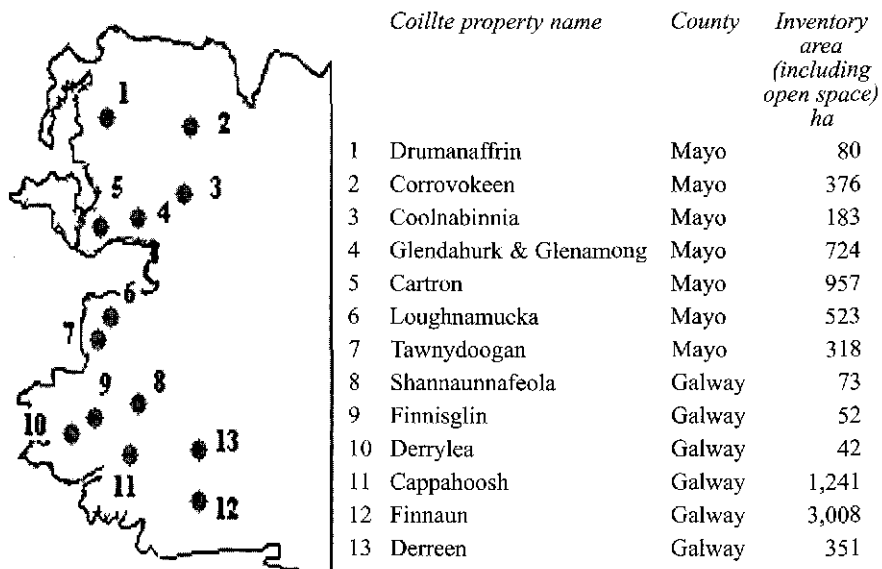 1
2
3
5
4
6
7
9
8
10
13
11
12
Coillte property name County Inventory
area
(including
open space)
ha
1 Drumanaffrin Mayo 80
2 Corrovokeen Mayo 376
3 Coolnabinnia Mayo 183
4 Glendahurk & Glenamong Mayo 724
5 Cartron Mayo 957
6 Loughnamucka Mayo 523
7 Tawnydoogan Mayo 318
8 Shannaunnafeola Galway 73
9 Finnisglin Galway 52
10 Derrylea Galway 42
11 Cappahoosh Galway 1,241
12 Finnaun Galway 3,008
13 Derreen Galway 351